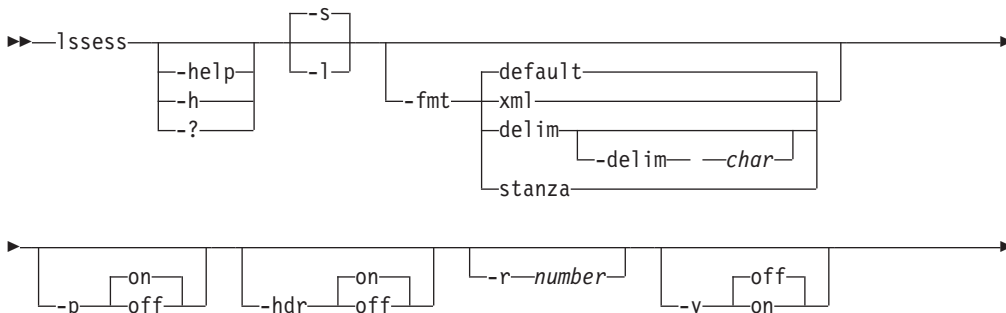 -s
lssess
-help
-l
default
-h
-fmt
xml
-?
delim
-delim char
stanza
on
on
off
-p
off
-hdr
off
-r number
-v
on